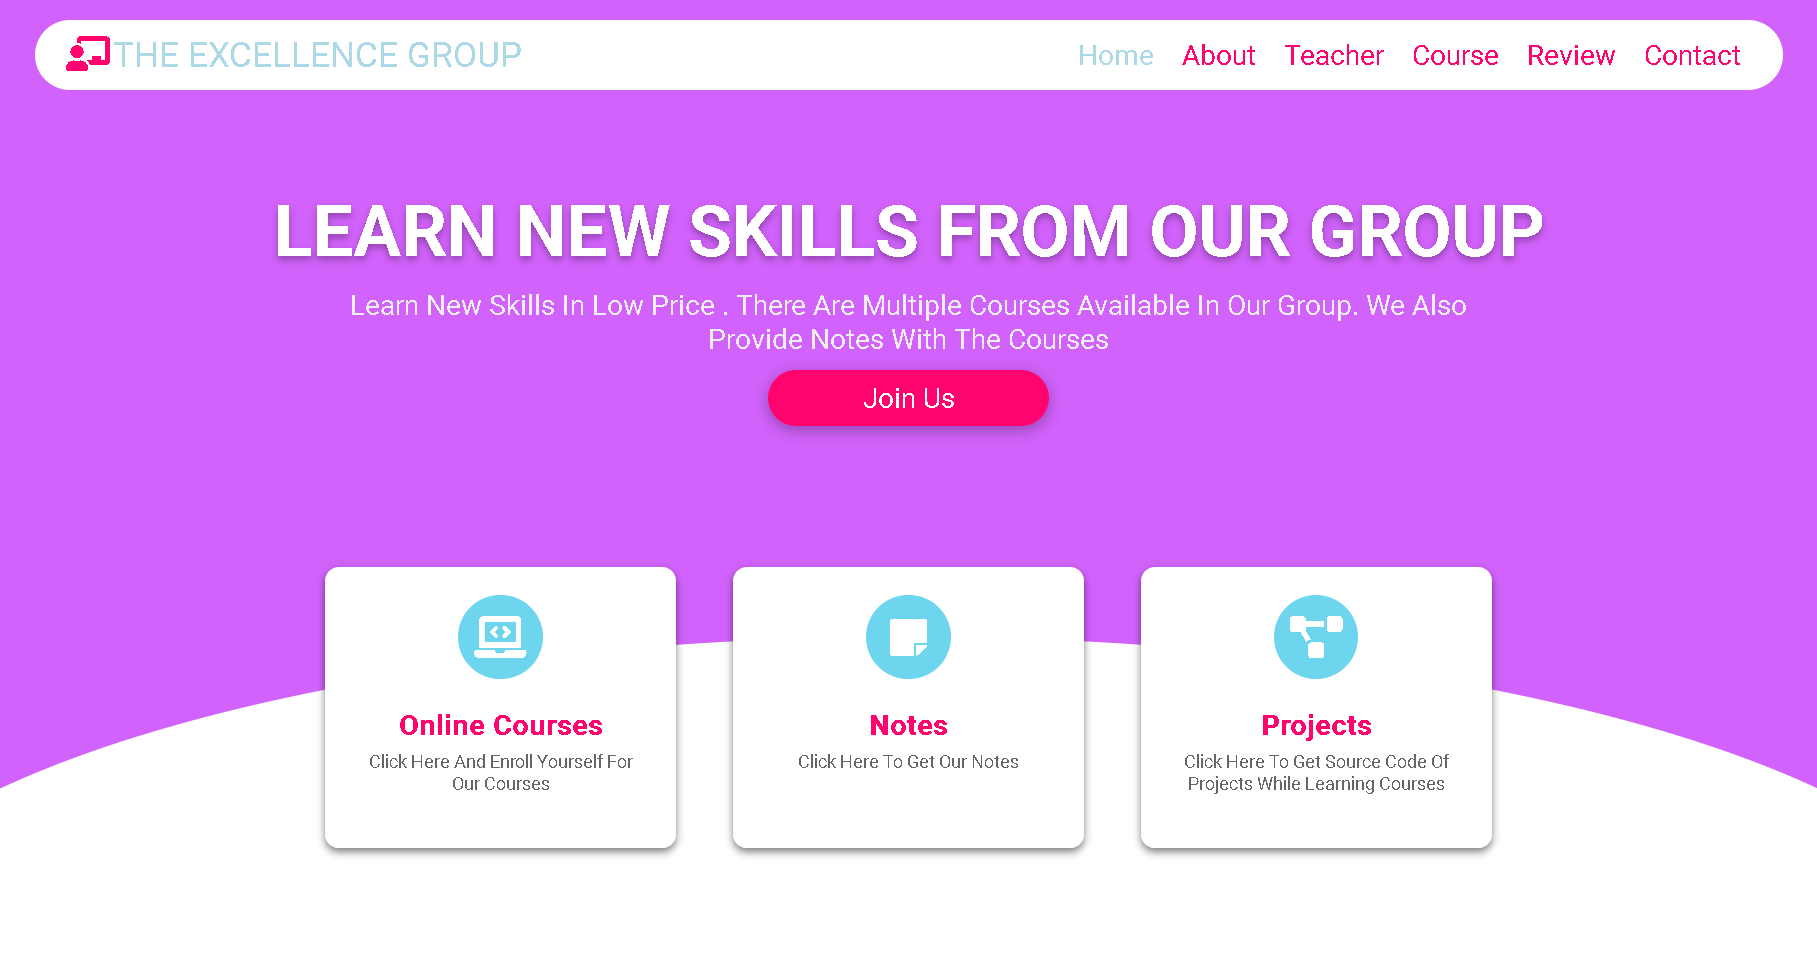 THE EXCELLENCE GROUP
Home About Teacher Course Review Contact
LEARN NEW SKILLS FROM OUR GROUP
Learn New Skills In Low Price . There Are Multiple Courses Available In Our Group. We Also
Provide Notes With The Courses
Join Us
Online Courses
Click Here And Enroll Yourself For
Our Courses
Notes
Click Here To Get Our Notes
Projects
Click Here To Get Source Code Of
Projects While Learning Courses